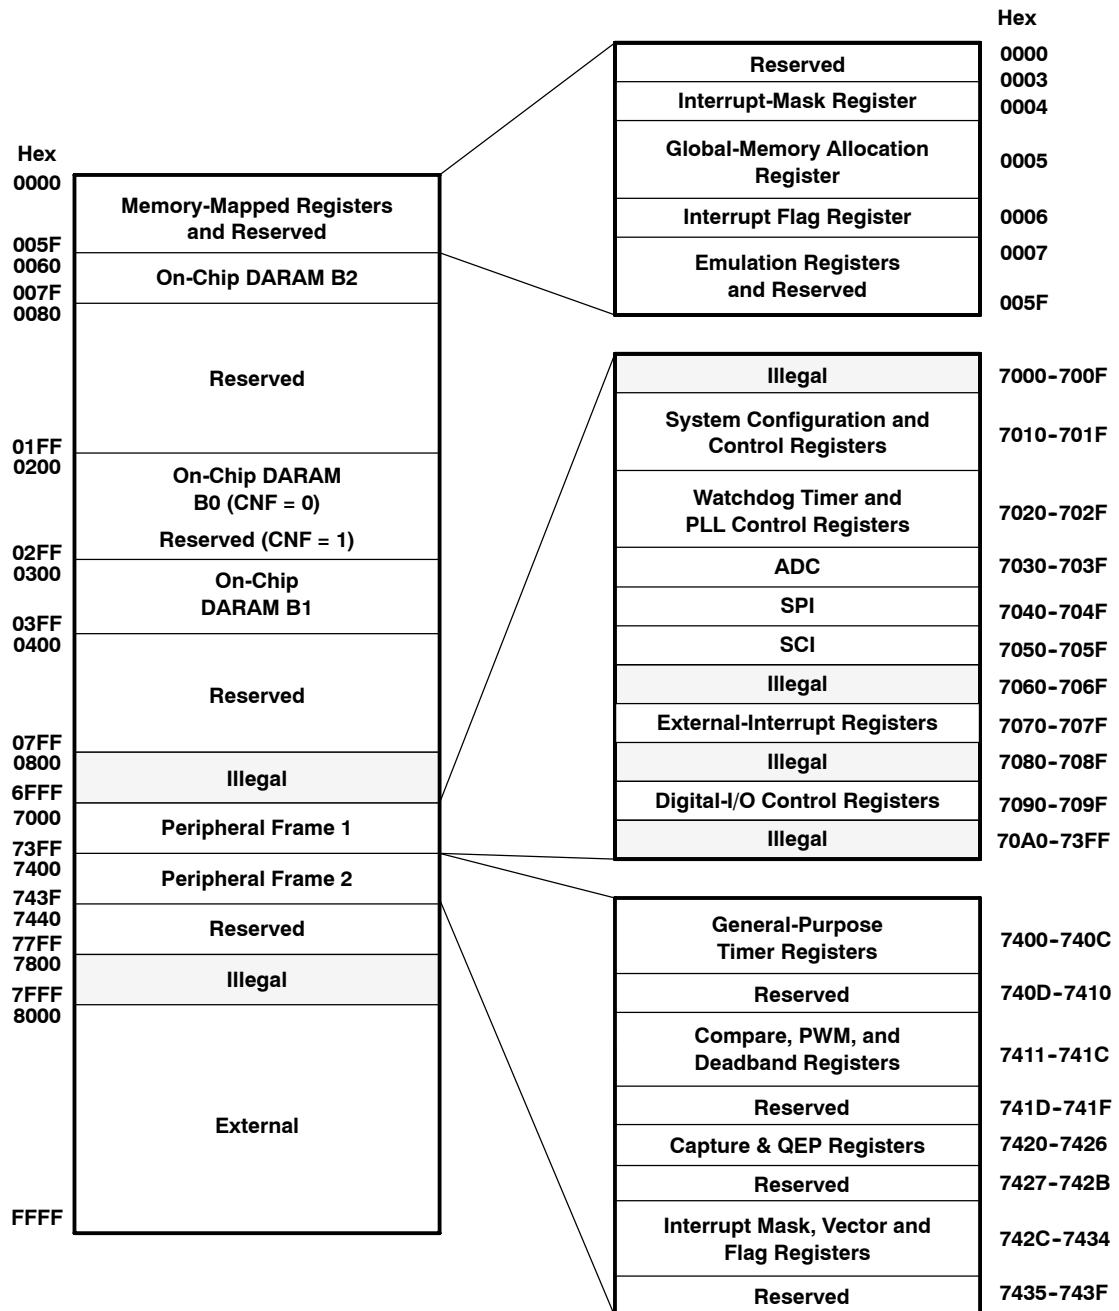 Hex
0000
Memory-Mapped Registers
and Reserved
005F
0060
On-Chip DARAM B2
007F
0080
Reserved
01FF
0200
On-Chip DARAM
B0 (CNF = 0)
Reserved (CNF = 1)
02FF
0300
On-Chip
DARAM B1
03FF
0400
Reserved
07FF
0800
Illegal
6FFF
7000
Peripheral Frame 1
73FF
7400
Peripheral Frame 2
743F
7440
Reserved
77FF
7800
Illegal
7FFF
8000
External
FFFF
Hex
0000
Reserved
0003
Interrupt-Mask Register
0004
Global-Memory Allocation
Register
0005
Interrupt Flag Register
0006
0007
Emulation Registers
and Reserved
005F
Illegal
7000-700F
System Configuration and
Control Registers
7010-701F
Watchdog Timer and
PLL Control Registers
7020-702F
ADC
7030-703F
SPI
7040-704F
SCI
7050-705F
Illegal
7060-706F
External-Interrupt Registers
7070-707F
Illegal
7080-708F
Digital-I/O Control Registers
7090-709F
Illegal
70A0-73FF
General-Purpose
Timer Registers
7400-740C
Reserved
740D-7410
Compare, PWM, and
Deadband Registers
7411-741C
Reserved
741D-741F
Capture & QEP Registers
7420-7426
Reserved
7427-742B
Interrupt Mask, Vector and
Flag Registers
742C-7434
Reserved
7435-743F